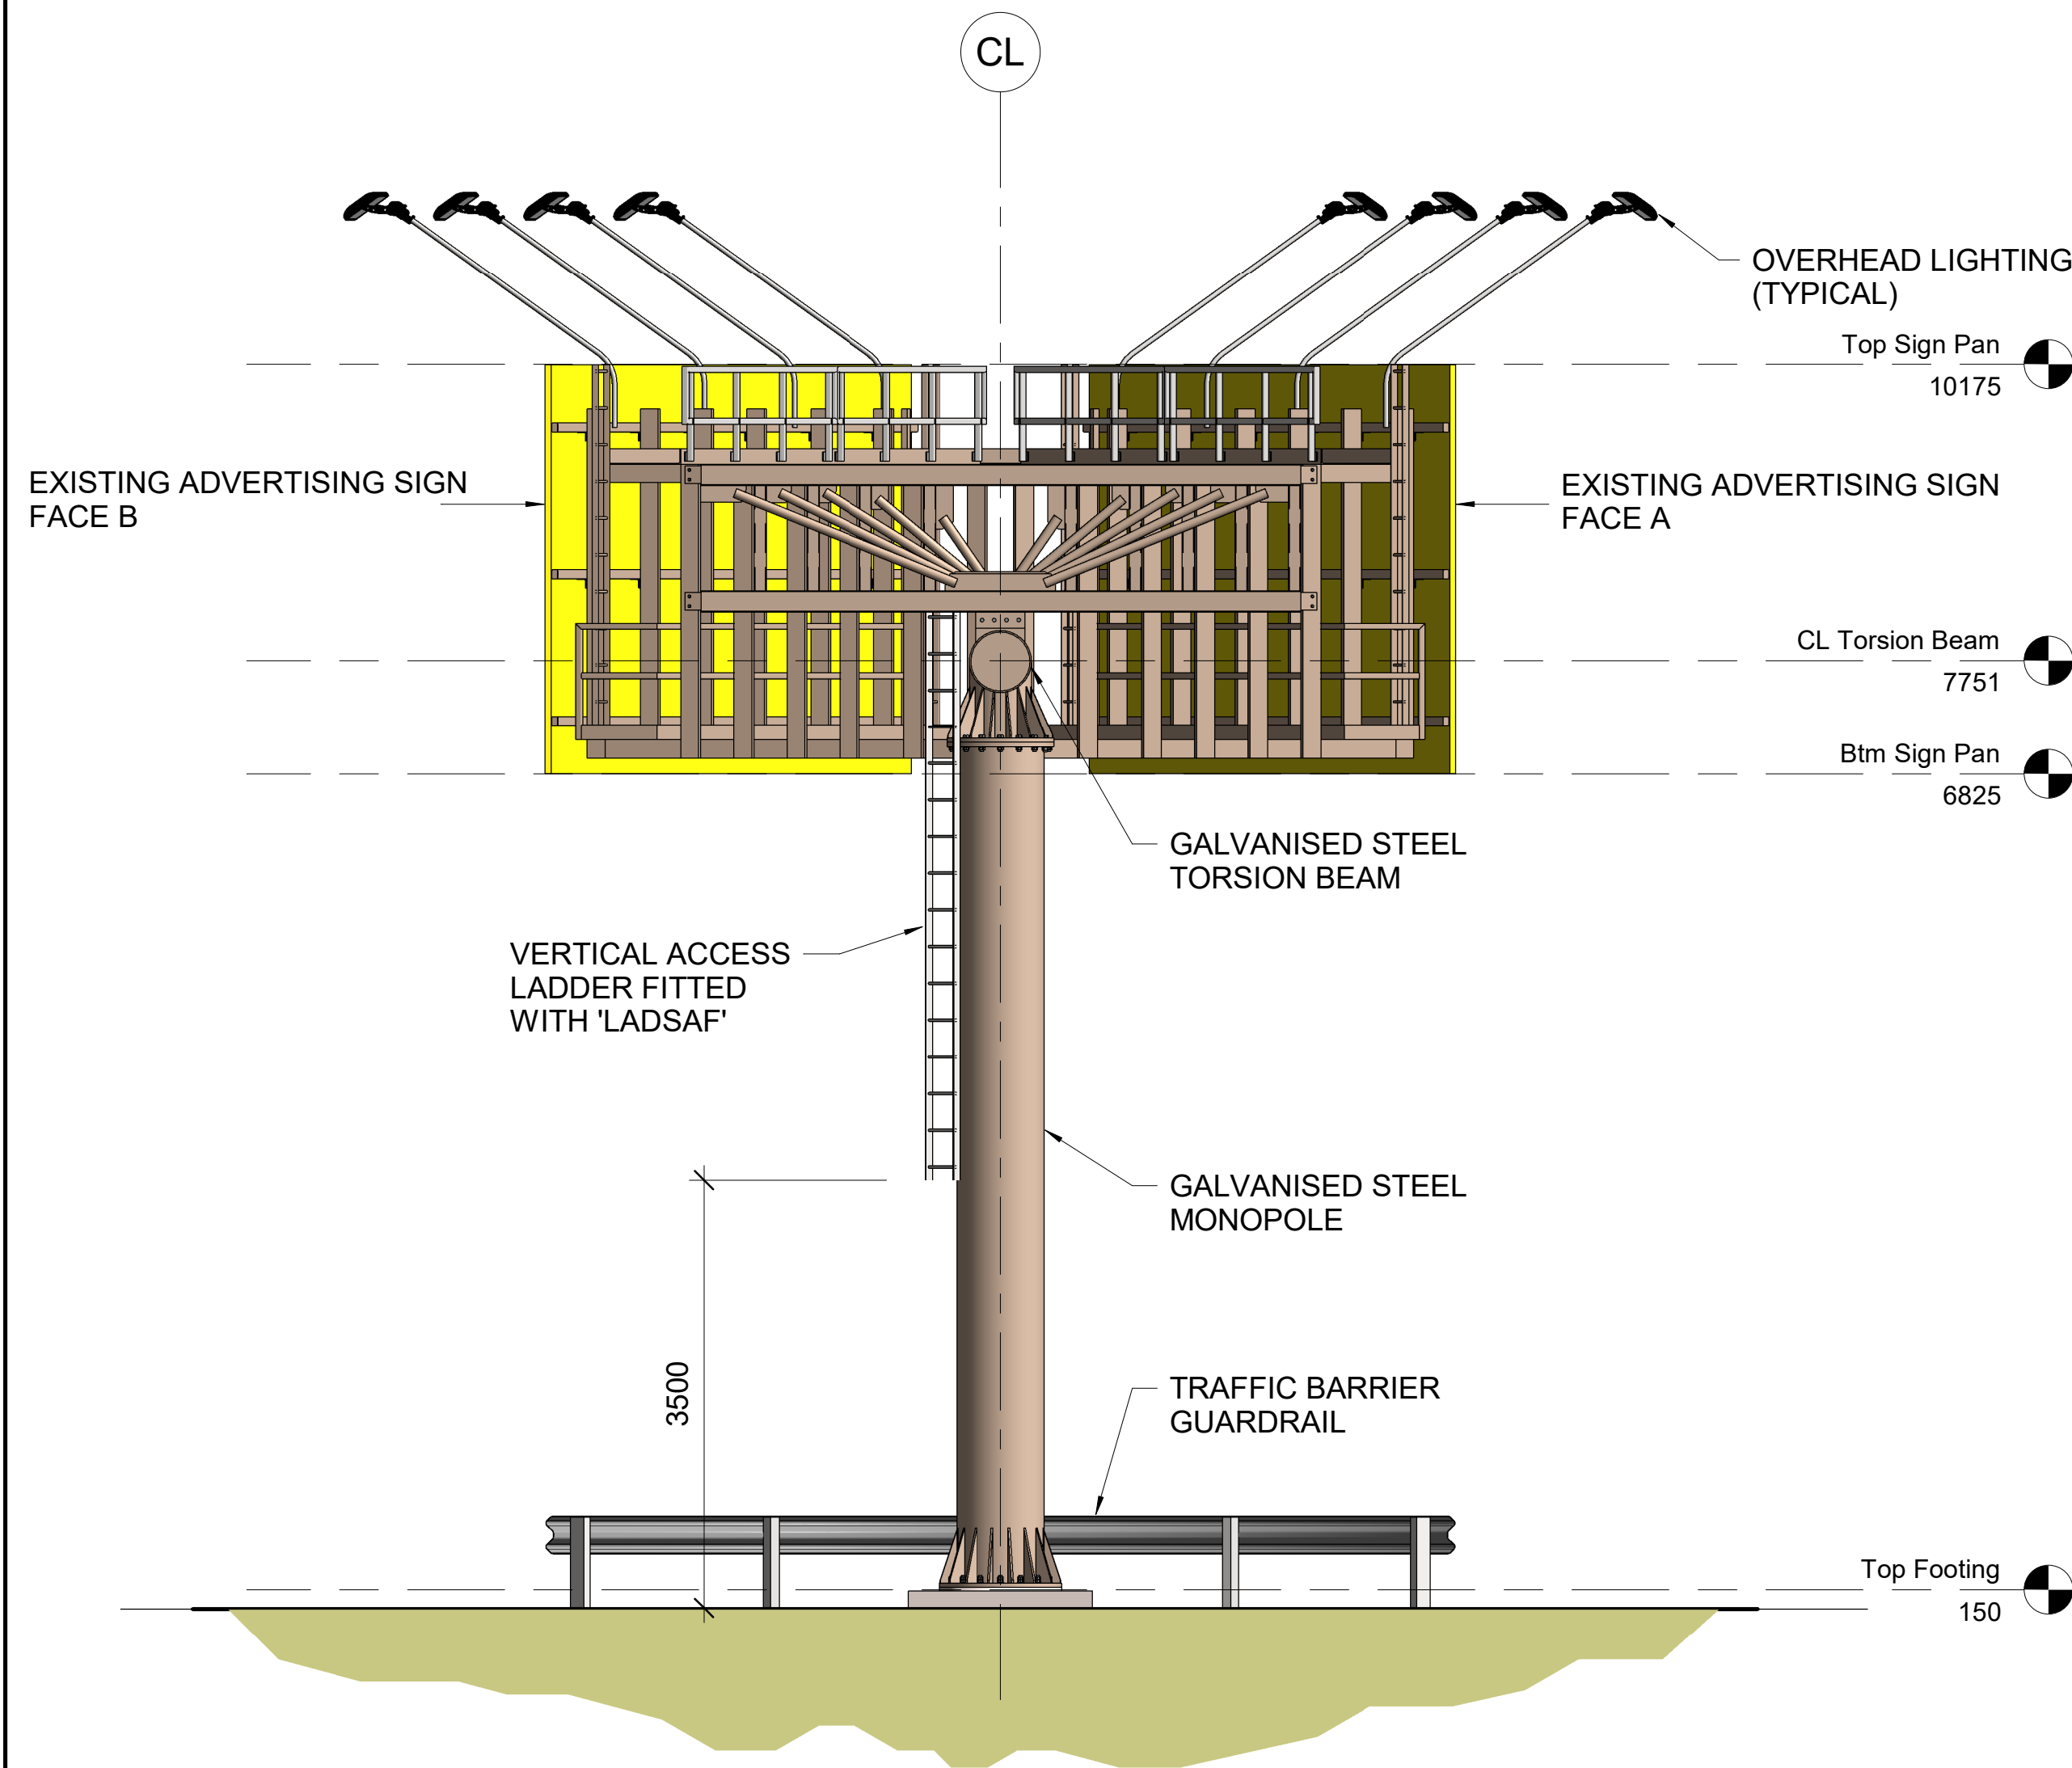 CL
OVERHEAD LIGHTING
(TYPICAL)
Top Sign Pan
10175
EXISTING ADVERTISING SIGN
FACE B
EXISTING ADVERTISING SIGN
FACE A
CL Torsion Beam
7751
Btm Sign Pan
6825
GALVANISED STEEL
TORSION BEAM
VERTICAL ACCESS
LADDER FITTED
WITH 'LADSAF'
GALVANISED STEEL
MONOPOLE
3500
TRAFFIC BARRIER
GUARDRAIL
Top Footing
150